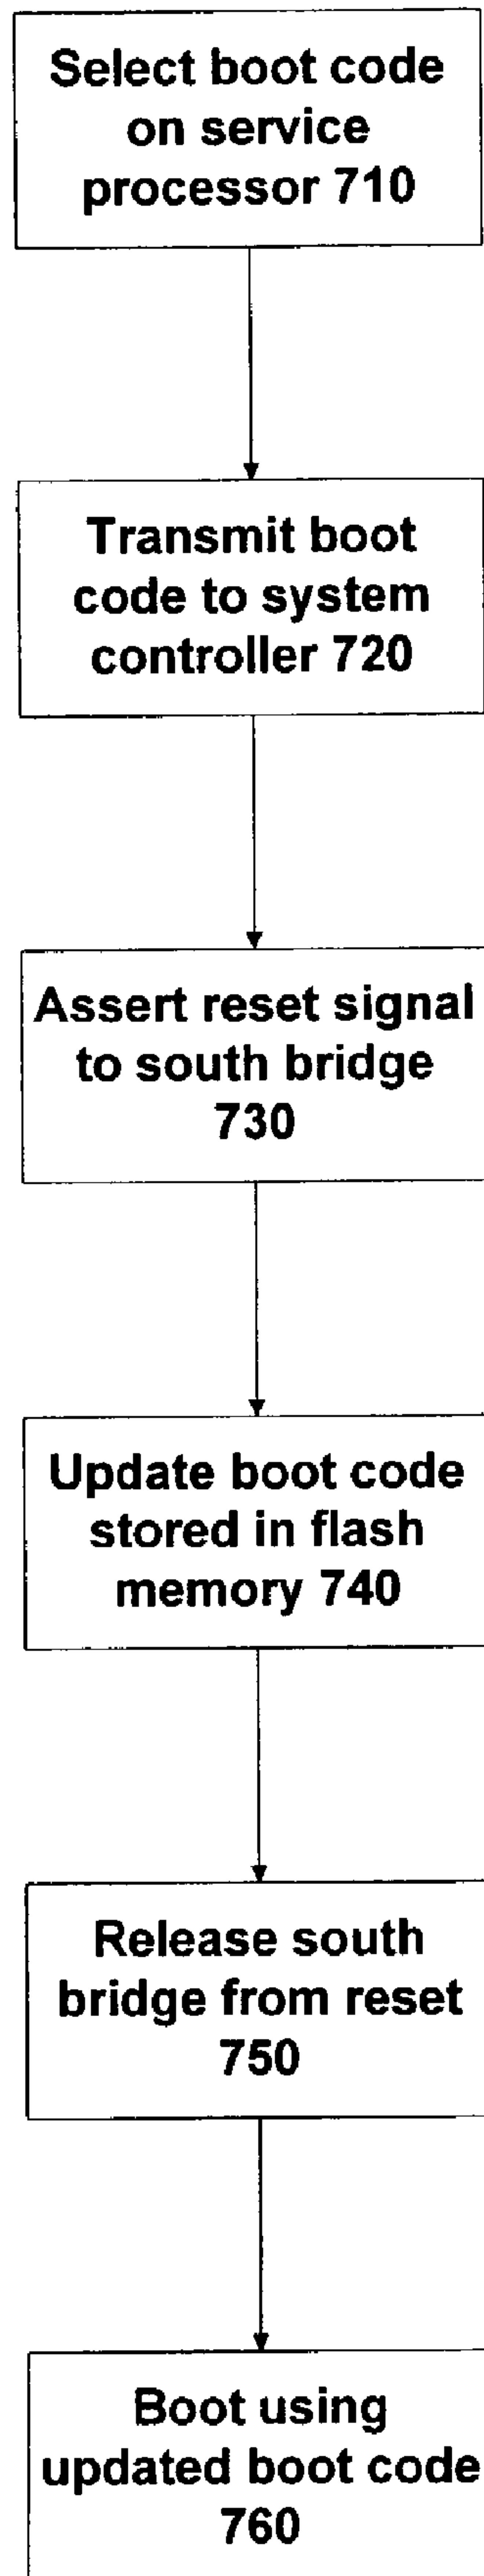 Select boot code
on service
processor 710
Transmit boot
code to system
controller 720
Assert reset signal
to south bridge
730
Update boot code
stored in flash
memory 740
Release south
bridge from reset
750
Boot using
updated boot code
760